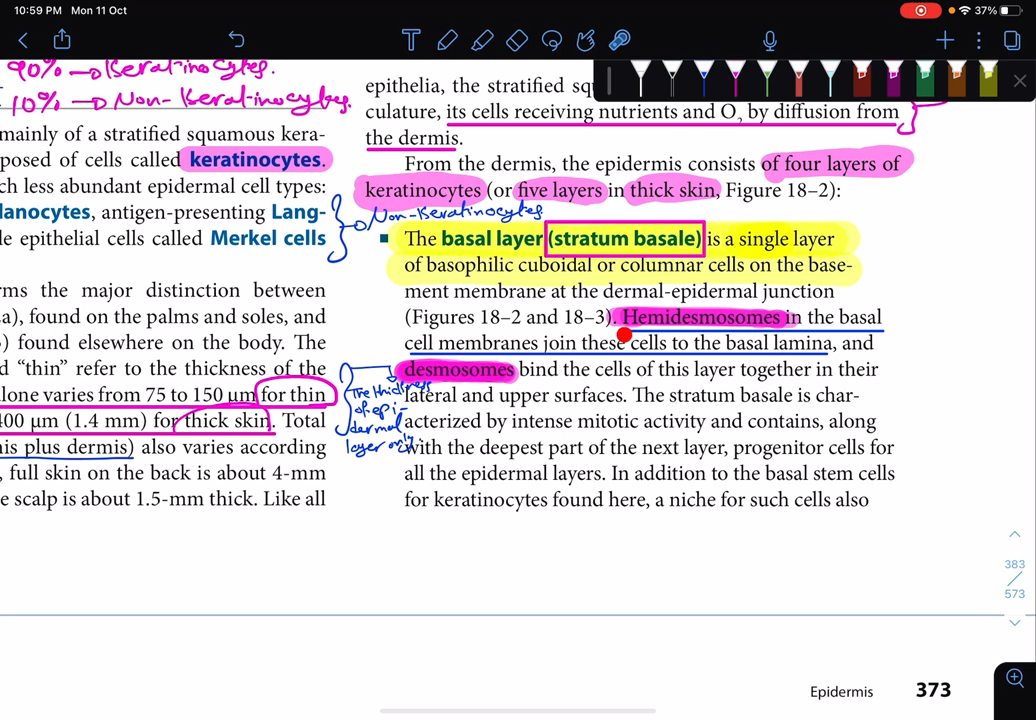 10:59 PM Mon 11 Oct
37%
90% → Keratinocytes.
10% → Non-Keratinocytes.
mainly of a stratified squamous kera-
posed of cells called keratinocytes.
ch less abundant epidermal cell types:
lanocytes, antigen-presenting Lang-
le epithelial cells called Merkel cells
Non-Keratinocytes
rms the major distinction between
a), found on the palms and soles, and
) found elsewhere on the body. The
d “thin” refer to the thickness of the
lone varies from 75 to 150 μm for thin
400 μm (1.4 mm) for thick skin. Total
nis plus dermis) also varies according
, full skin on the back is about 4-mm
e scalp is about 1.5-mm thick. Like all
The thickness
of epi-
dermal
layer only
epithelia, the stratified sq
culature, its cells receiving nutrients and O2 by diffusion from
the dermis.
From the dermis, the epidermis consists of four layers of
keratinocytes (or five layers in thick skin, Figure 18–2):
■ The basal layer (stratum basale) is a single layer
of basophilic cuboidal or columnar cells on the base-
ment membrane at the dermal-epidermal junction
(Figures 18–2 and 18–3). Hemidesmosomes in the basal
cell membranes join these cells to the basal lamina, and
desmosomes bind the cells of this layer together in their
lateral and upper surfaces. The stratum basale is char-
acterized by intense mitotic activity and contains, along
with the deepest part of the next layer, progenitor cells for
all the epidermal layers. In addition to the basal stem cells
for keratinocytes found here, a niche for such cells also
383
573
Epidermis 373